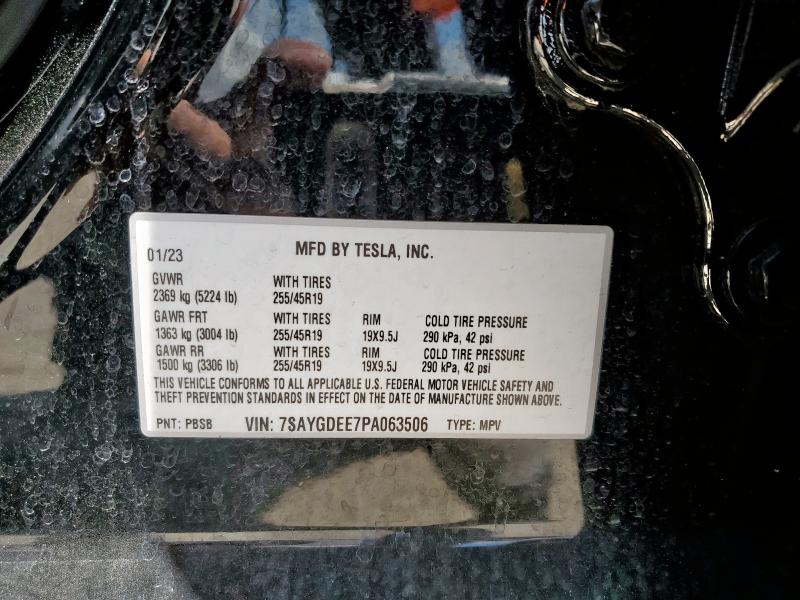 MFD BY TESLA, INC.
01/23
GVWR WITH TIRES
2369 kg (5224 lb) 255/45R19
GAWR FRT WITH TIRES RIM COLD TIRE PRESSURE
1363 kg (3004 lb) 255/45R19 19X9.5J 290 kPa, 42 psi
GAWR RR WITH TIRES RIM COLD TIRE PRESSURE
1500 kg (3306 lb) 255/45R19 19X9.5J 290 kPa, 42 psi
THIS VEHICLE CONFORMS TO ALL APPLICABLE U.S. FEDERAL MOTOR VEHICLE SAFETY AND
THEFT PREVENTION STANDARDS IN EFFECT ON THE DATE OF MANUFACTURE SHOWN ABOVE.
PNT: PBSB VIN: 7SAYGDEE7PA063506 TYPE: MPV